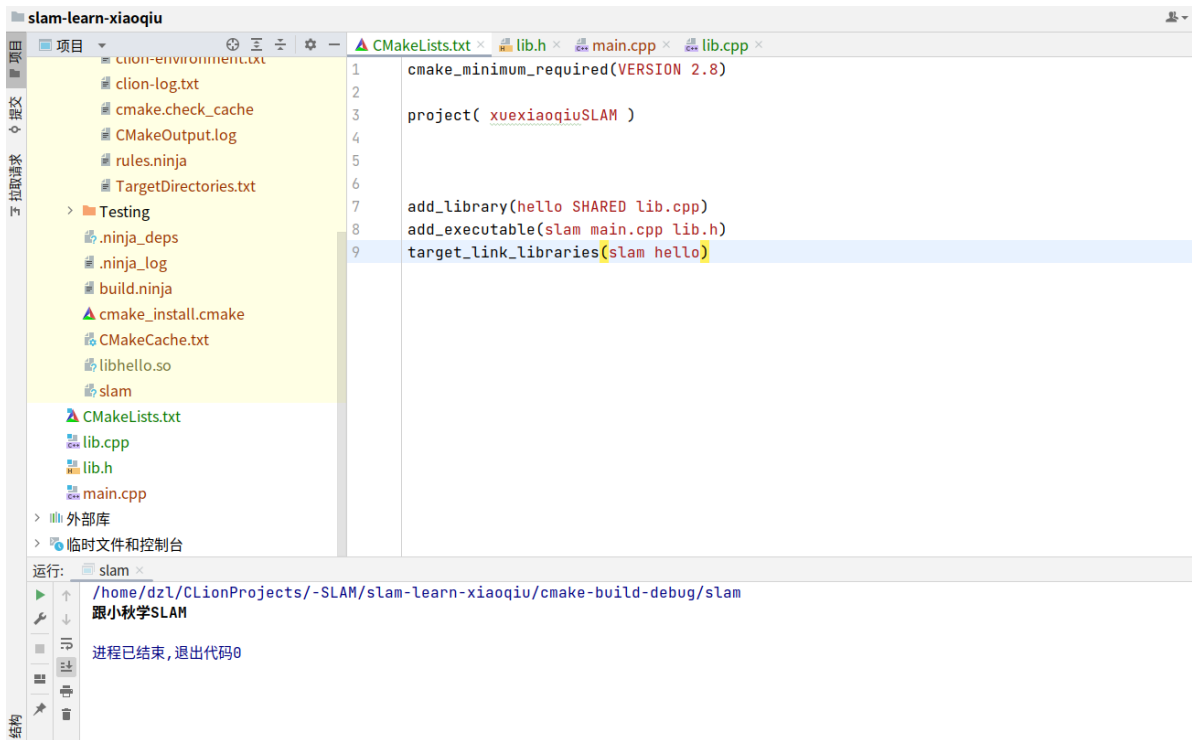 slam-learn-xiaoqiu
项目
提交
拉取请求
结构
项目
clion-environment.txt
clion-log.txt
cmake.check_cache
CMakeOutput.log
rules.ninja
TargetDirectories.txt
Testing
.ninja_deps
.ninja_log
build.ninja
cmake_install.cmake
CMakeCache.txt
libhello.so
slam
CMakeLists.txt
lib.cpp
lib.h
main.cpp
外部库
临时文件和控制台
CMakeLists.txt lib.h main.cpp lib.cpp
1 cmake_minimum_required(VERSION 2.8)
2
3 project( xuexiaoqiuSLAM )
4
5
6
7 add_library(hello SHARED lib.cpp)
8 add_executable(slam main.cpp lib.h)
9 target_link_libraries(slam hello)
运行: slam
/home/dzl/CLionProjects/-SLAM/slam-learn-xiaoqiu/cmake-build-debug/slam
跟小秋学SLAM
进程已结束,退出代码0